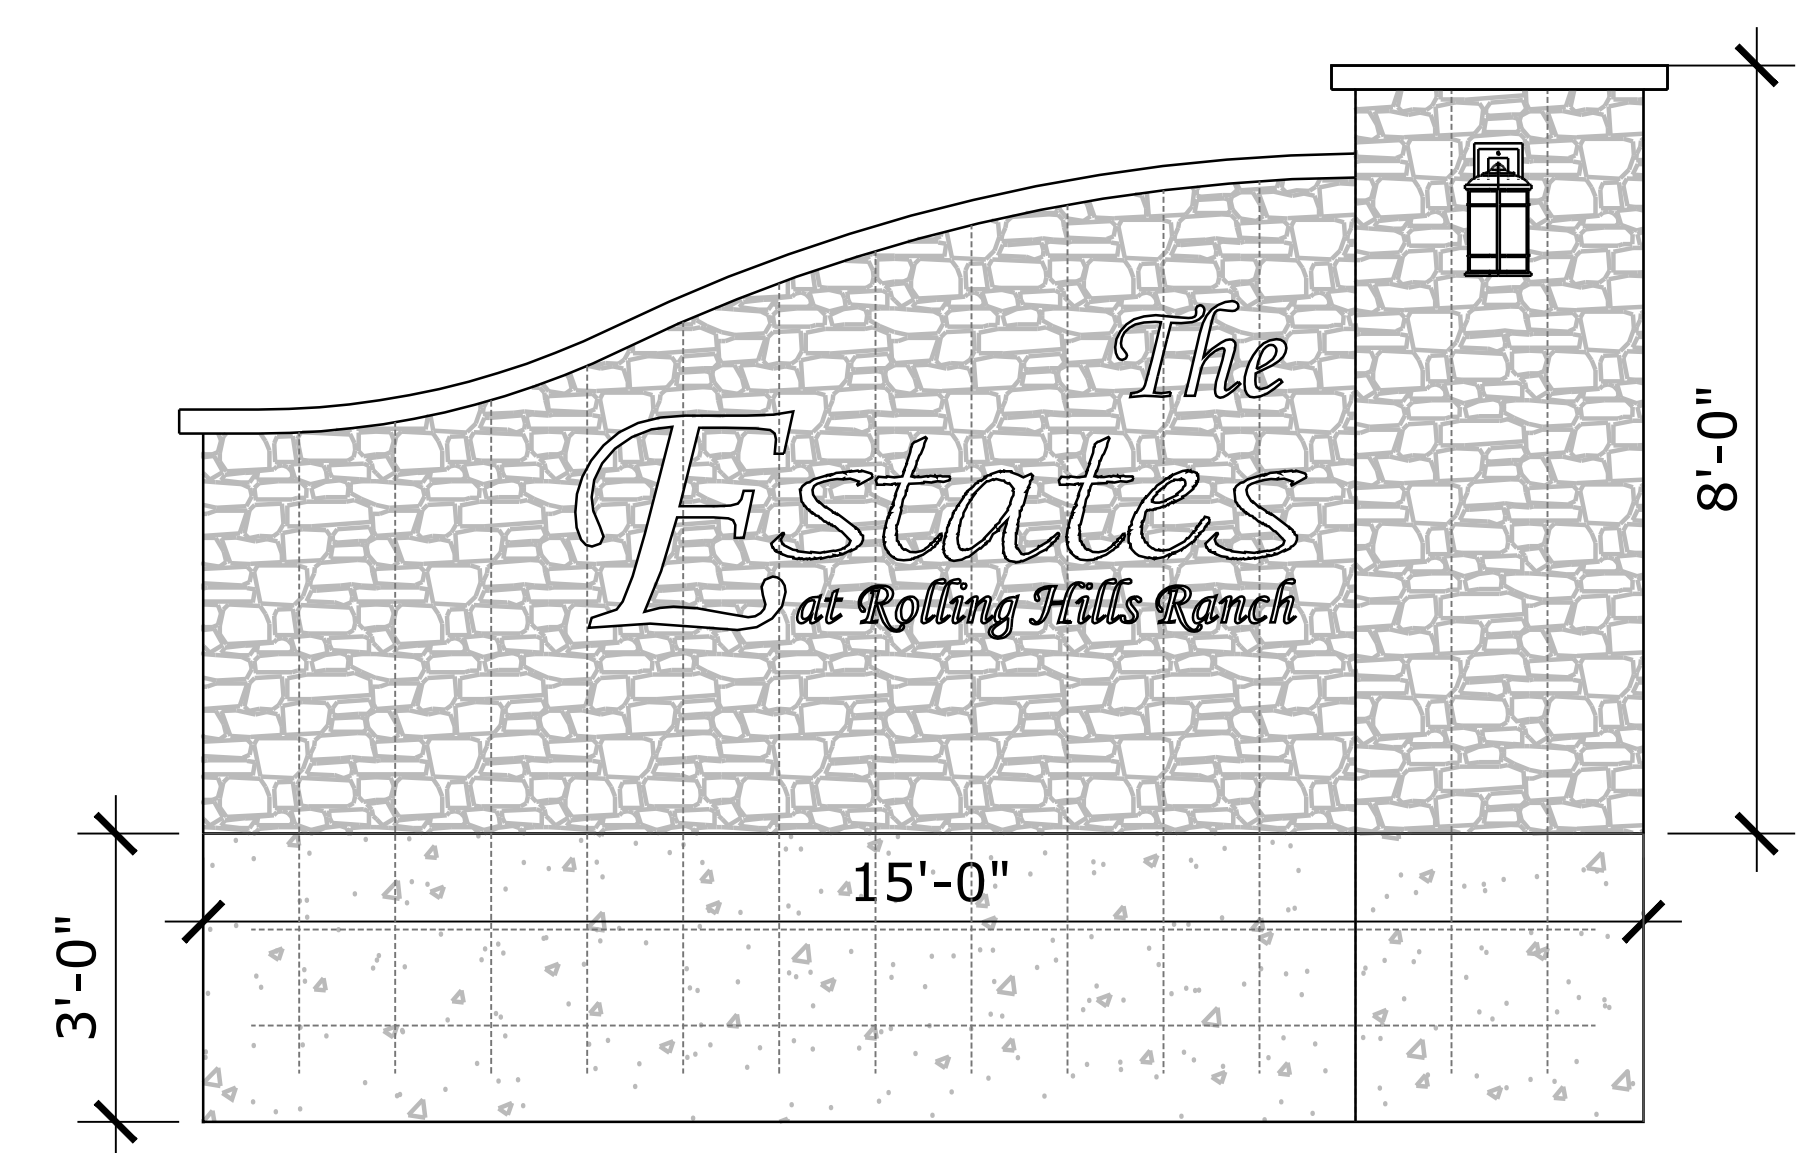 The
Estates
at Rolling Hills Ranch
8'-0"
15'-0"
3'-0"